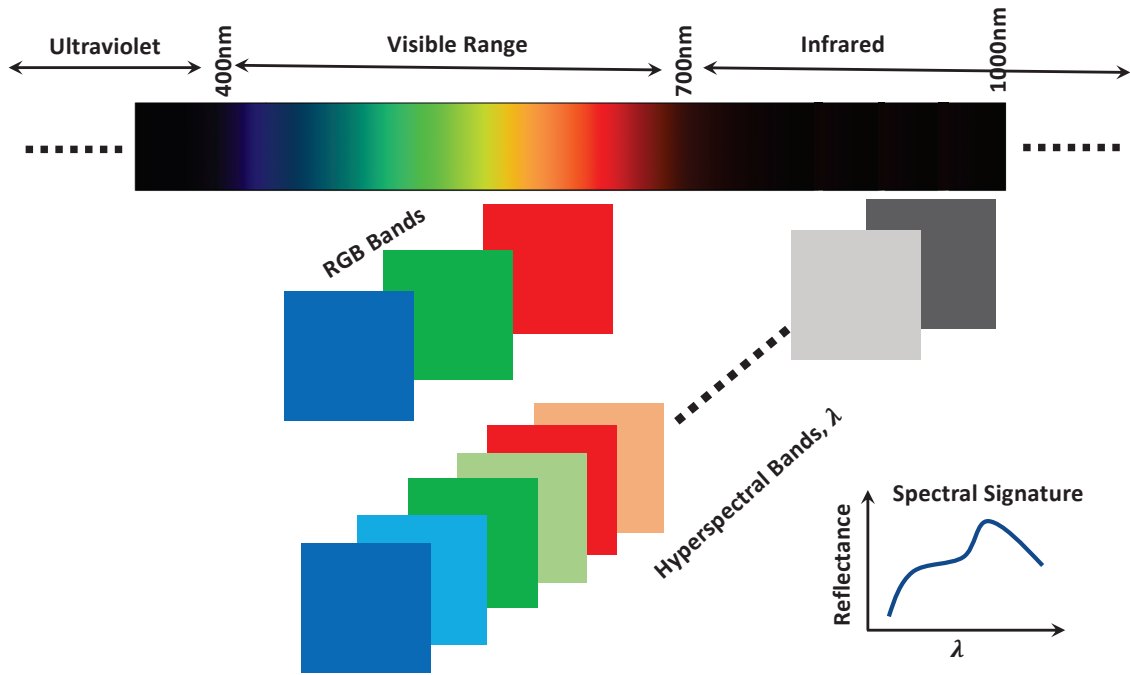 Ultraviolet
400nm
Visible Range
700nm
Infrared
1000nm
RGB Bands
Hyperspectral Bands, λ
Spectral Signature
Reflectance
λ